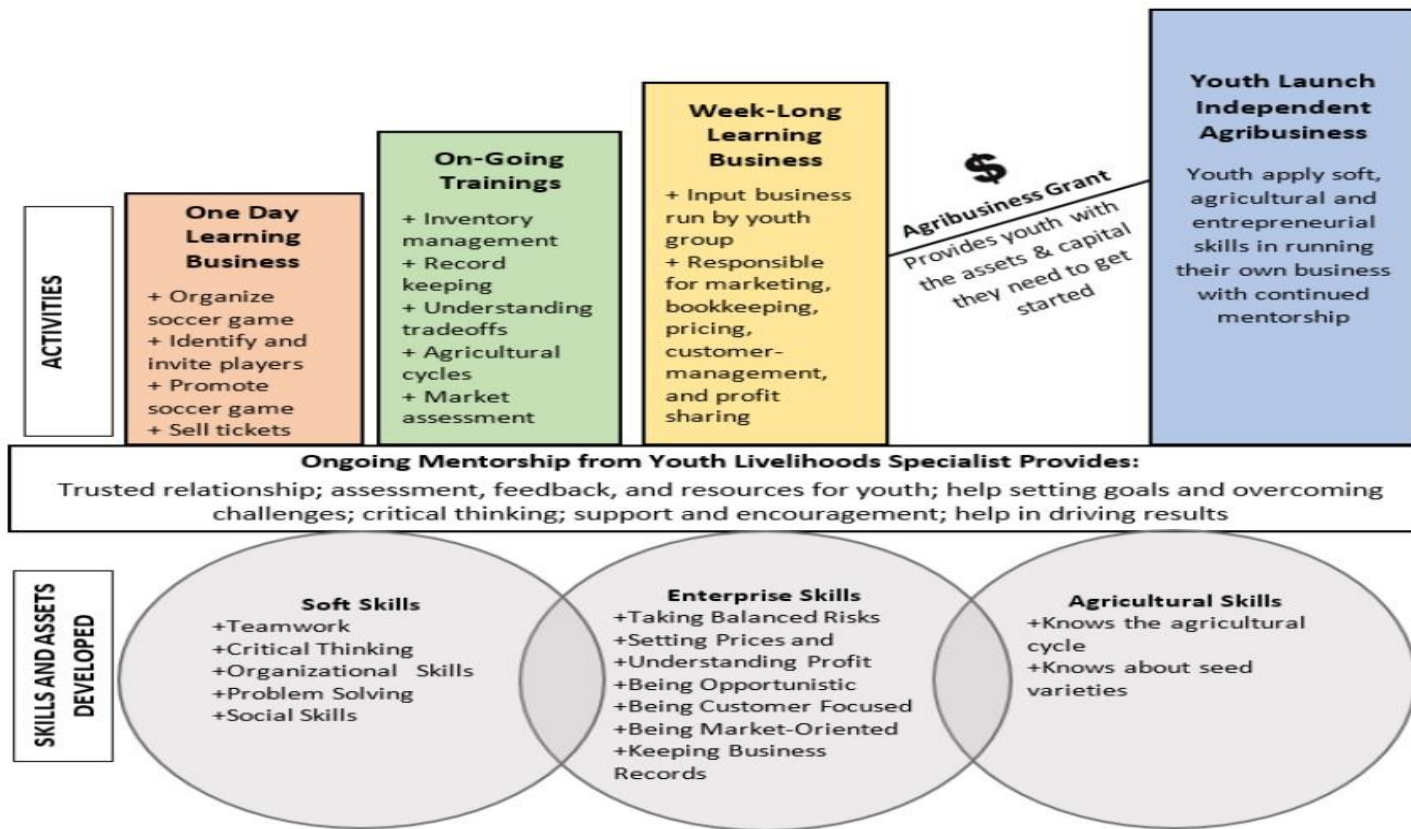 ACTIVITIES
One Day
Learning
Business
+ Organize
soccer game
+ Identify and
invite players
+ Promote
soccer game
+ Sell tickets
On-Going
Trainings
+ Inventory
management
+ Record
keeping
+ Understanding
tradeoffs
+ Agricultural
cycles
+ Market
assessment
Week-Long
Learning
Business
+ Input business
run by youth
group
+ Responsible
for marketing,
bookkeeping,
pricing,
customer-
management,
and profit
sharing
$
Agribusiness Grant
Provides youth with
the assets & capital
they need to get
started
Youth Launch
Independent
Agribusiness
Youth apply soft,
agricultural and
entrepreneurial
skills in running
their own business
with continued
mentorship
Ongoing Mentorship from Youth Livelihoods Specialist Provides:
Trusted relationship; assessment, feedback, and resources for youth; help setting goals and overcoming
challenges; critical thinking; support and encouragement; help in driving results
SKILLS AND ASSETS
DEVELOPED
Soft Skills
+Teamwork
+Critical Thinking
+Organizational Skills
+Problem Solving
+Social Skills
Enterprise Skills
+Taking Balanced Risks
+Setting Prices and
+Understanding Profit
+Being Opportunistic
+Being Customer Focused
+Being Market-Oriented
+Keeping Business
Records
Agricultural Skills
+Knows the agricultural
cycle
+Knows about seed
varieties